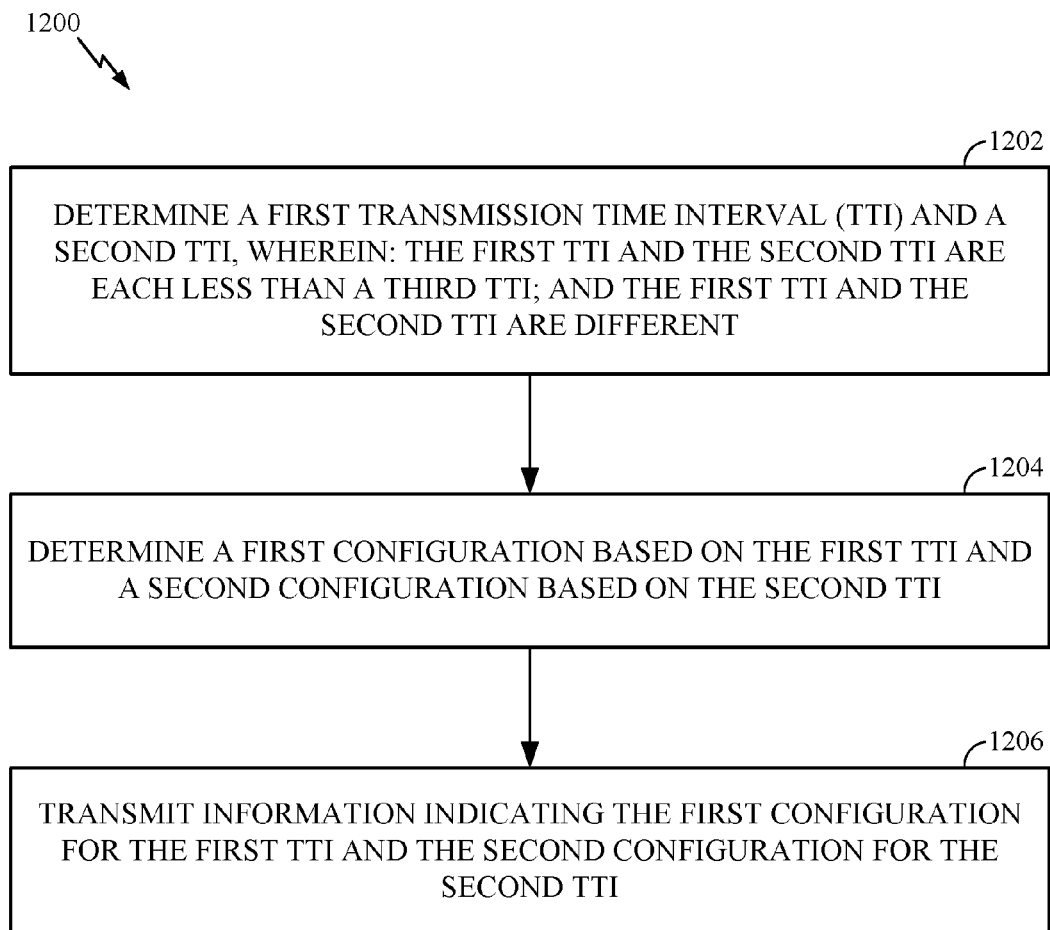 1200
1202
DETERMINE A FIRST TRANSMISSION TIME INTERVAL (TTI) AND A
SECOND TTI, WHEREIN: THE FIRST TTI AND THE SECOND TTI ARE
EACH LESS THAN A THIRD TTI; AND THE FIRST TTI AND THE
SECOND TTI ARE DIFFERENT
1204
DETERMINE A FIRST CONFIGURATION BASED ON THE FIRST TTI AND
A SECOND CONFIGURATION BASED ON THE SECOND TTI
1206
TRANSMIT INFORMATION INDICATING THE FIRST CONFIGURATION
FOR THE FIRST TTI AND THE SECOND CONFIGURATION FOR THE
SECOND TTI